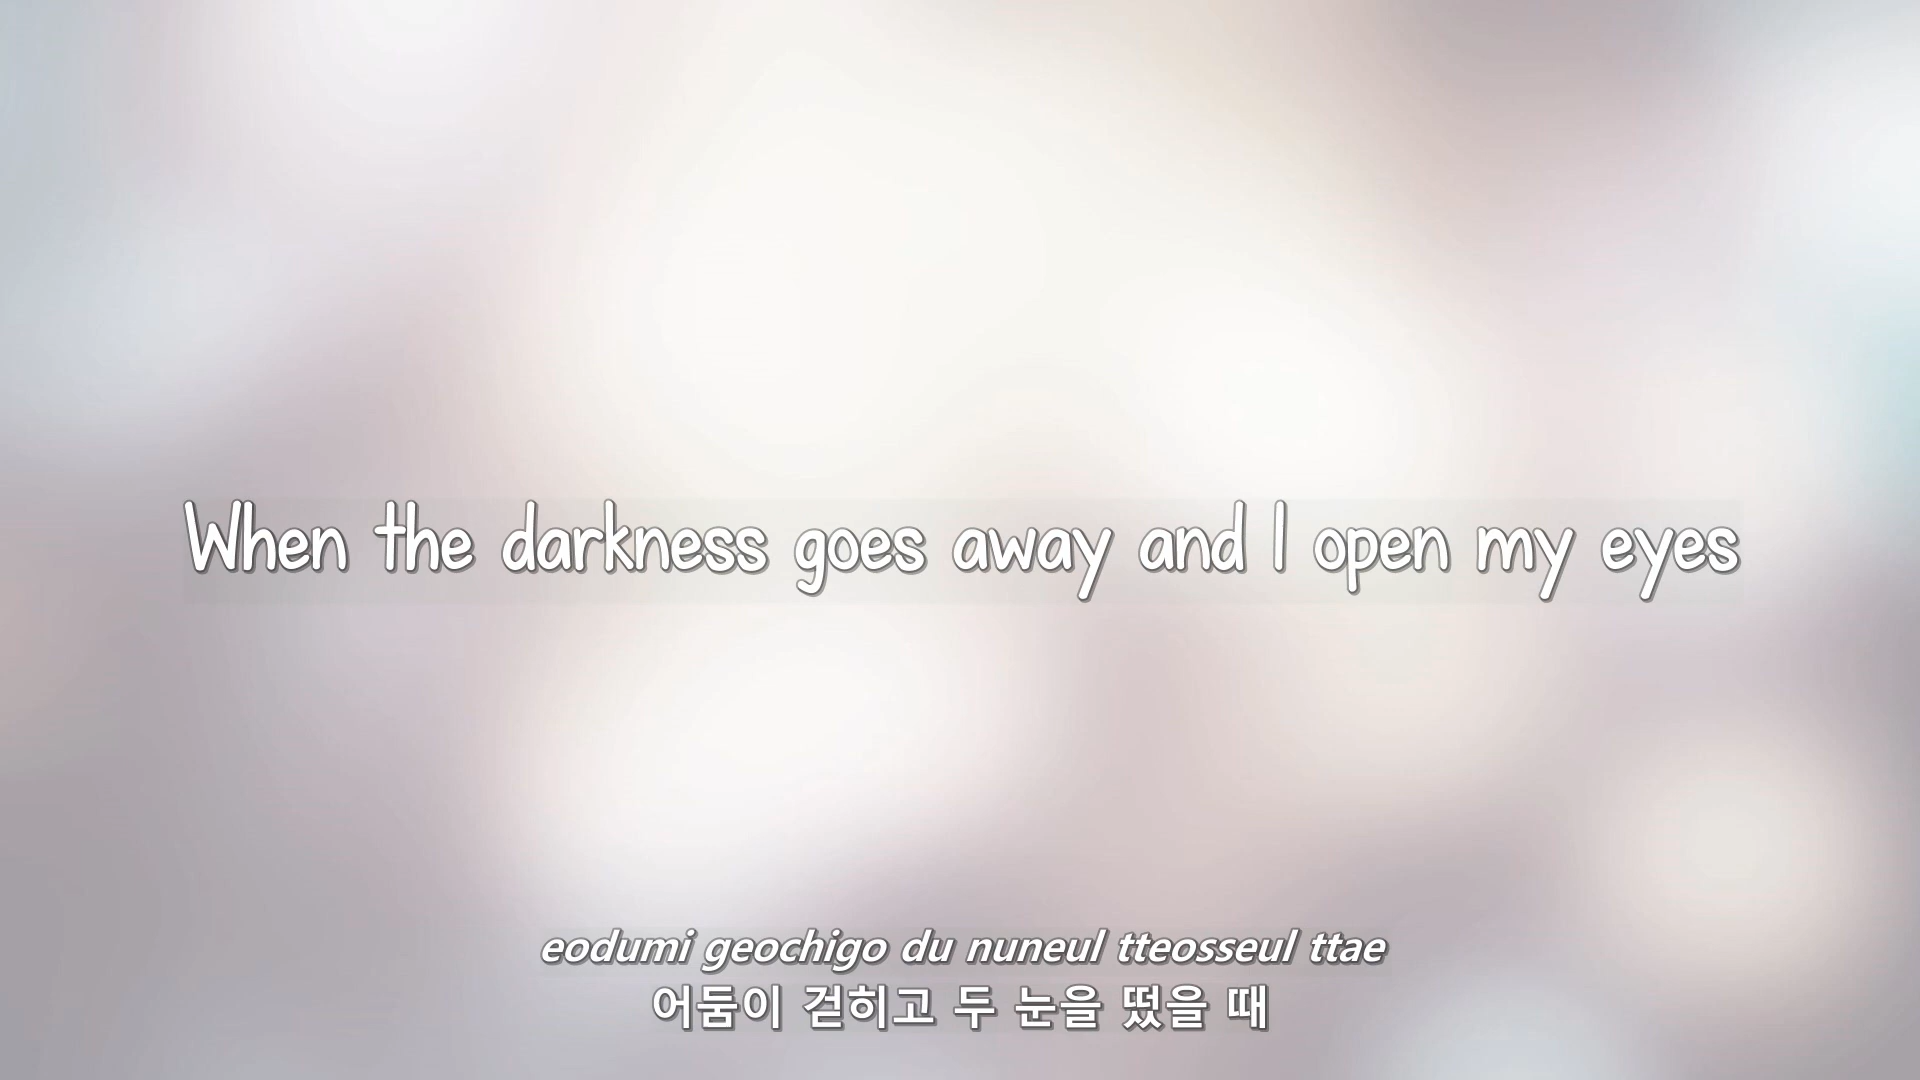 When the darkness goes away and I open my eyes
eodumi geochigo du nuneul tteosseul ttae
어둠이 걷히고 두 눈을 떴을 때